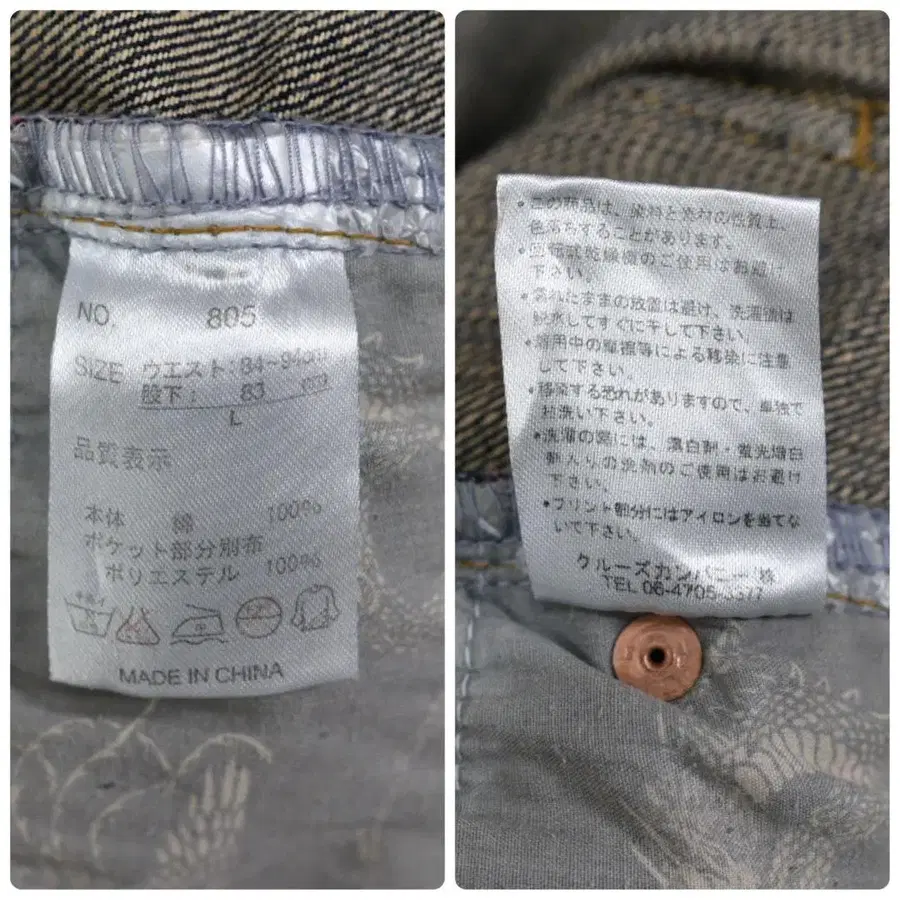 NO. 805
SIZE ウエスト:84~94cm
股下: 83
L
品質表示
本体 綿 100%
ポケット部分別布
ポリエステル 100%
MADE IN CHINA
・この商品は、染料と素材の性質上、
色落ちすることがあります。
・回転式乾燥機のご使用はお避け
下さい。
・濡れたままの放置は避け、洗濯後は
脱水してすぐに干して下さい。
・着用中の摩擦等による移染に注意
して下さい。
・移染する恐れがありますので、単独で
お洗い下さい。
・洗濯の際には、漂白剤・蛍光増白
剤入りの洗剤のご使用はお避け
下さい。
・プリント部分にはアイロンを当てな
いで下さい。
クルーズカンパニー(株
TEL 06-4705-3377